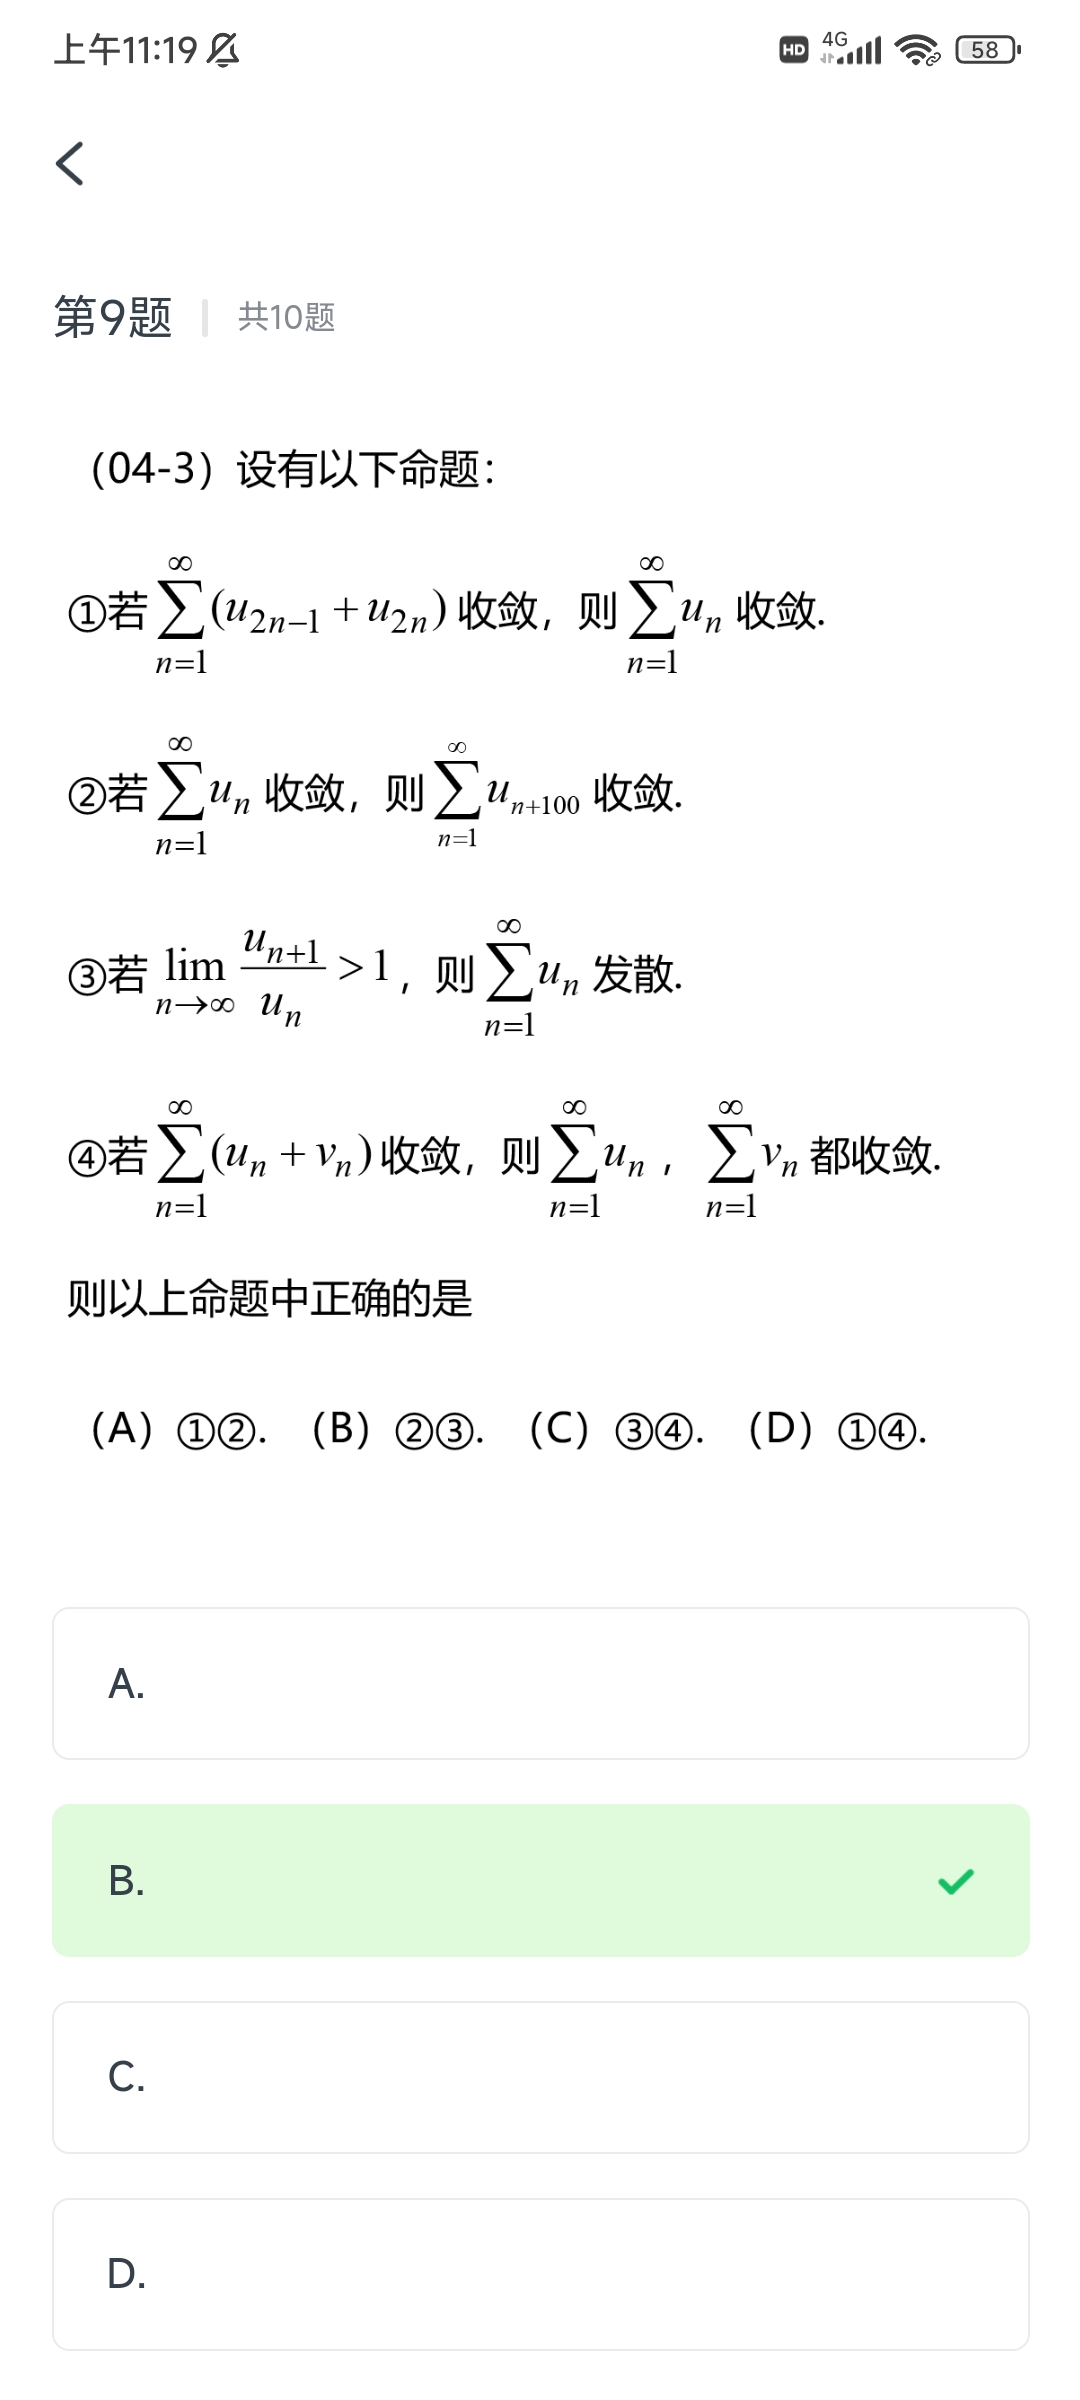 上午11:19 HD 4G 58
第9题 | 共10题
（04-3）设有以下命题：
①若 $\sum_{n=1}^{\infty}(u_{2n-1}+u_{2n})$ 收敛，则 $\sum_{n=1}^{\infty}u_n$ 收敛.
②若 $\sum_{n=1}^{\infty}u_n$ 收敛，则 $\sum_{n=1}^{\infty}u_{n+100}$ 收敛.
③若 $\lim_{n\to\infty}\frac{u_{n+1}}{u_n}>1$，则 $\sum_{n=1}^{\infty}u_n$ 发散.
④若 $\sum_{n=1}^{\infty}(u_n+v_n)$ 收敛，则 $\sum_{n=1}^{\infty}u_n$，$\sum_{n=1}^{\infty}v_n$ 都收敛.
则以上命题中正确的是
（A）①②. （B）②③. （C）③④. （D）①④.
A.
B.
C.
D.